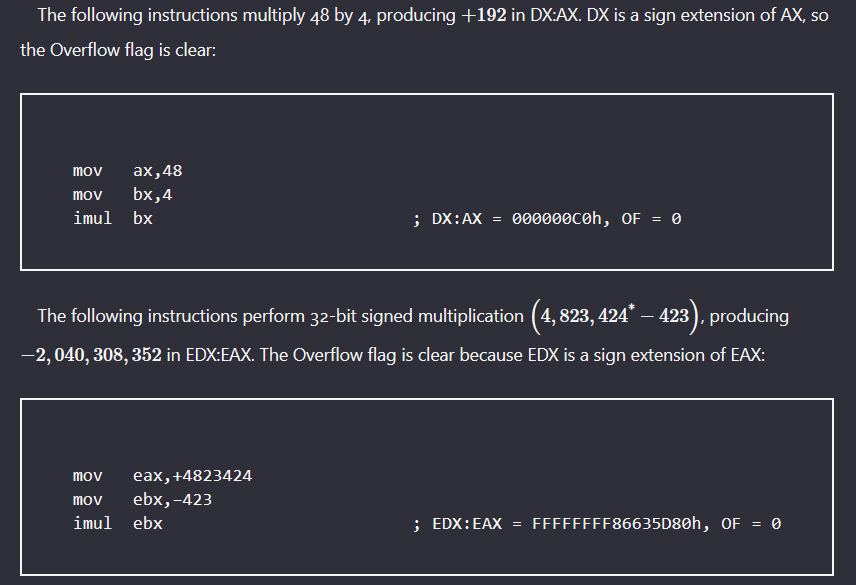 The following instructions multiply 48 by 4, producing +192 in DX:AX. DX is a sign extension of AX, so
the Overflow flag is clear:
mov ax,48
mov bx,4
imul bx ; DX:AX = 000000C0h, OF = 0
The following instructions perform 32-bit signed multiplication (4, 823, 424* − 423), producing
−2, 040, 308, 352 in EDX:EAX. The Overflow flag is clear because EDX is a sign extension of EAX:
mov eax,+4823424
mov ebx,−423
imul ebx ; EDX:EAX = FFFFFFFF86635D80h, OF = 0